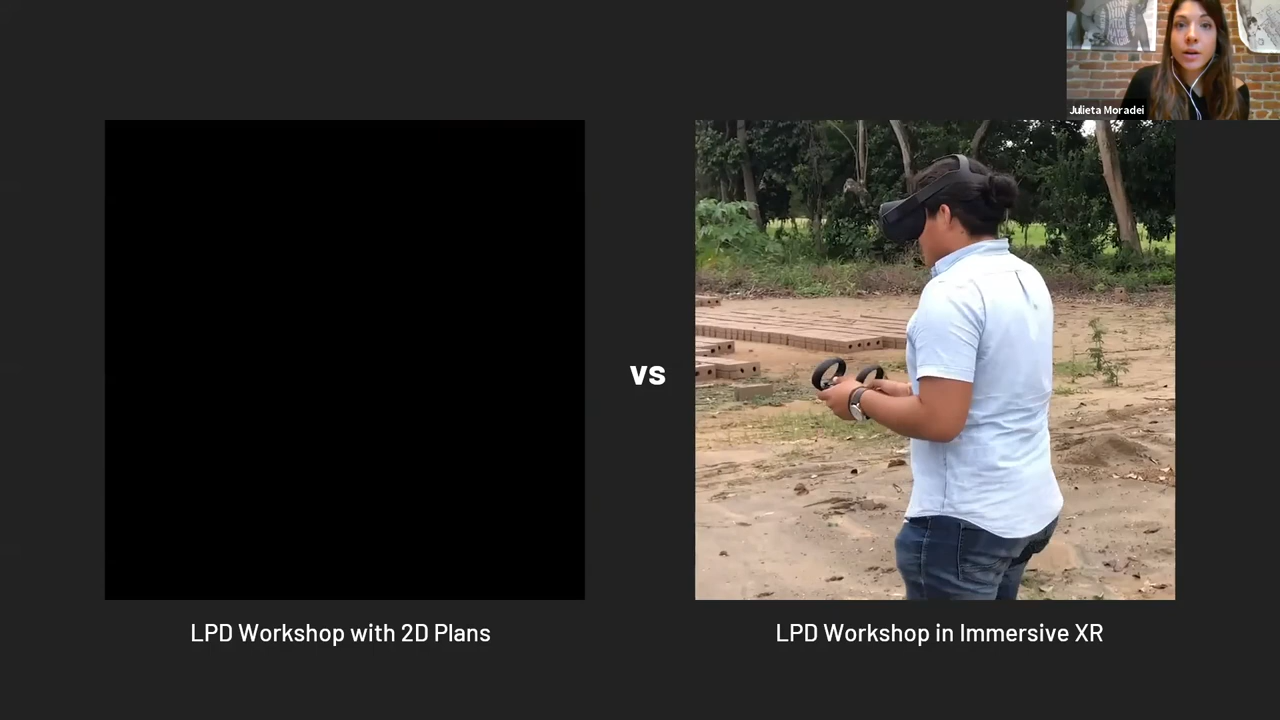 Julieta Moradei
vs
LPD Workshop with 2D Plans
LPD Workshop in Immersive XR